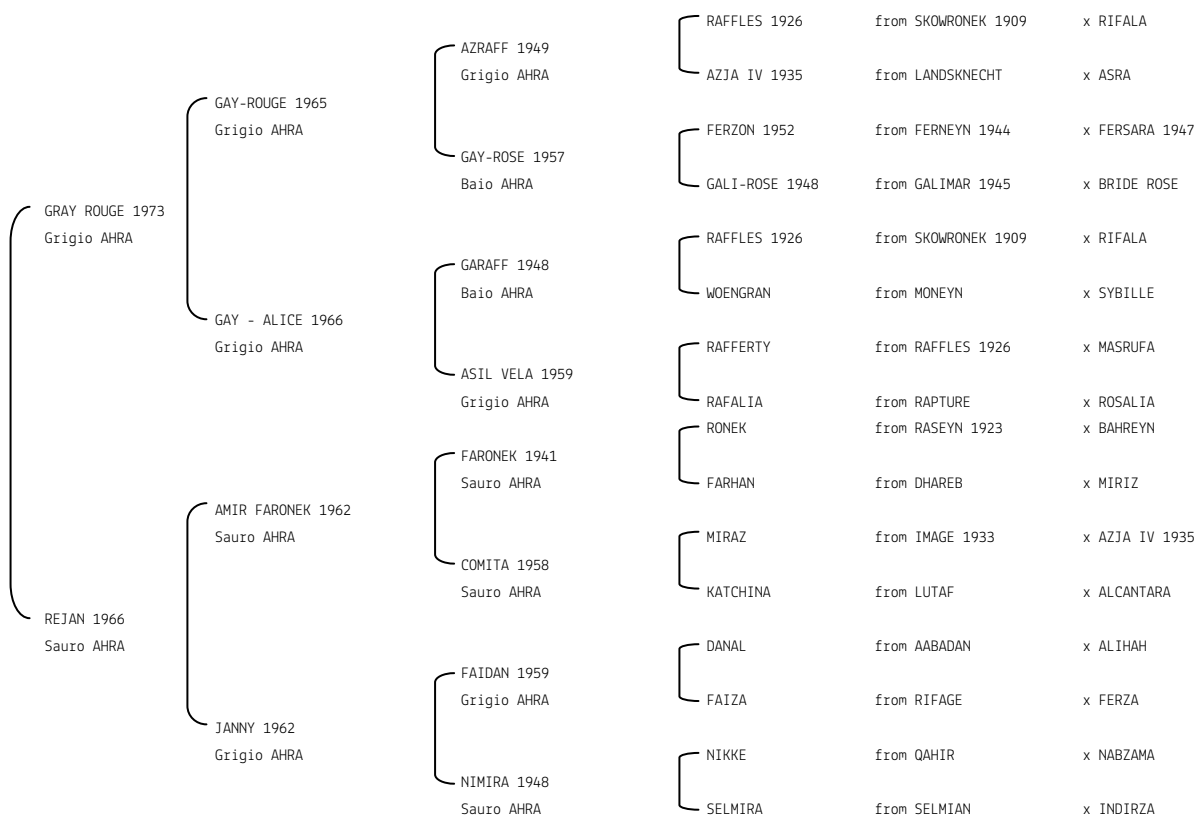 RAFFLES 1926 from SKOWRONEK 1909 x RIFALA
AZRAFF 1949
Grigio AHRA
AZJA IV 1935 from LANDSKNECHT x ASRA
GAY-ROUGE 1965
Grigio AHRA
FERZON 1952 from FERNEYN 1944 x FERSARA 1947
GAY-ROSE 1957
Baio AHRA
GALI-ROSE 1948 from GALIMAR 1945 x BRIDE ROSE
GRAY ROUGE 1973
Grigio AHRA
RAFFLES 1926 from SKOWRONEK 1909 x RIFALA
GARAFF 1948
Baio AHRA
WOENGRAN from MONEYN x SYBILLE
GAY - ALICE 1966
Grigio AHRA
RAFFERTY from RAFFLES 1926 x MASRUFA
ASIL VELA 1959
Grigio AHRA
RAFALIA from RAPTURE x ROSALIA
RONEK from RASEYN 1923 x BAHREYN
FARONEK 1941
Sauro AHRA
FARHAN from DHAREB x MIRIZ
AMIR FARONEK 1962
Sauro AHRA
MIRAZ from IMAGE 1933 x AZJA IV 1935
COMITA 1958
Sauro AHRA
KATCHINA from LUTAF x ALCANTARA
REJAN 1966
Sauro AHRA
DANAL from AABADAN x ALIHAH
FAIDAN 1959
Grigio AHRA
FAIZA from RIFAGE x FERZA
JANNY 1962
Grigio AHRA
NIKKE from QAHIR x NABZAMA
NIMIRA 1948
Sauro AHRA
SELMIRA from SELMIAN x INDIRZA